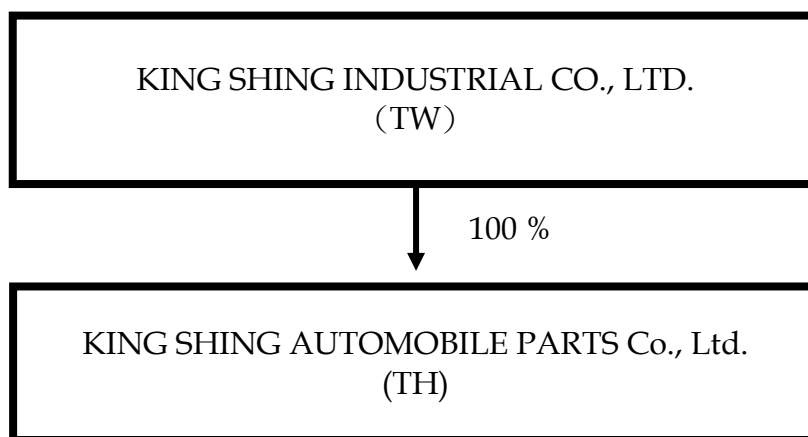 KING SHING INDUSTRIAL CO., LTD.
（TW）
100 %
KING SHING AUTOMOBILE PARTS Co., Ltd.
(TH)